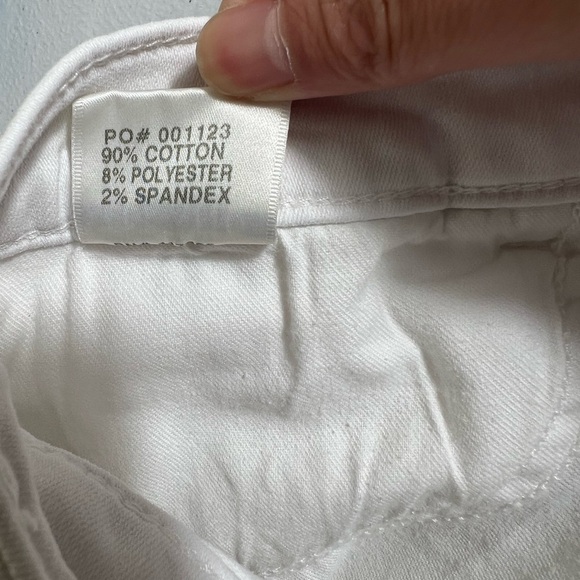 PO# 001123
90% COTTON
8% POLYESTER
2% SPANDEX